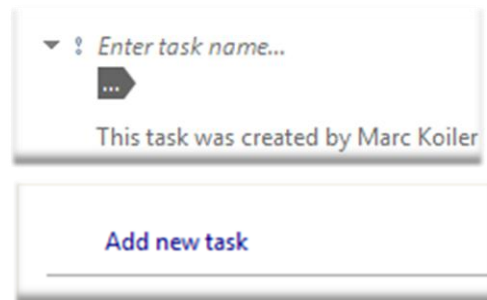 Enter task name...
...
This task was created by Marc Koiler
Add new task